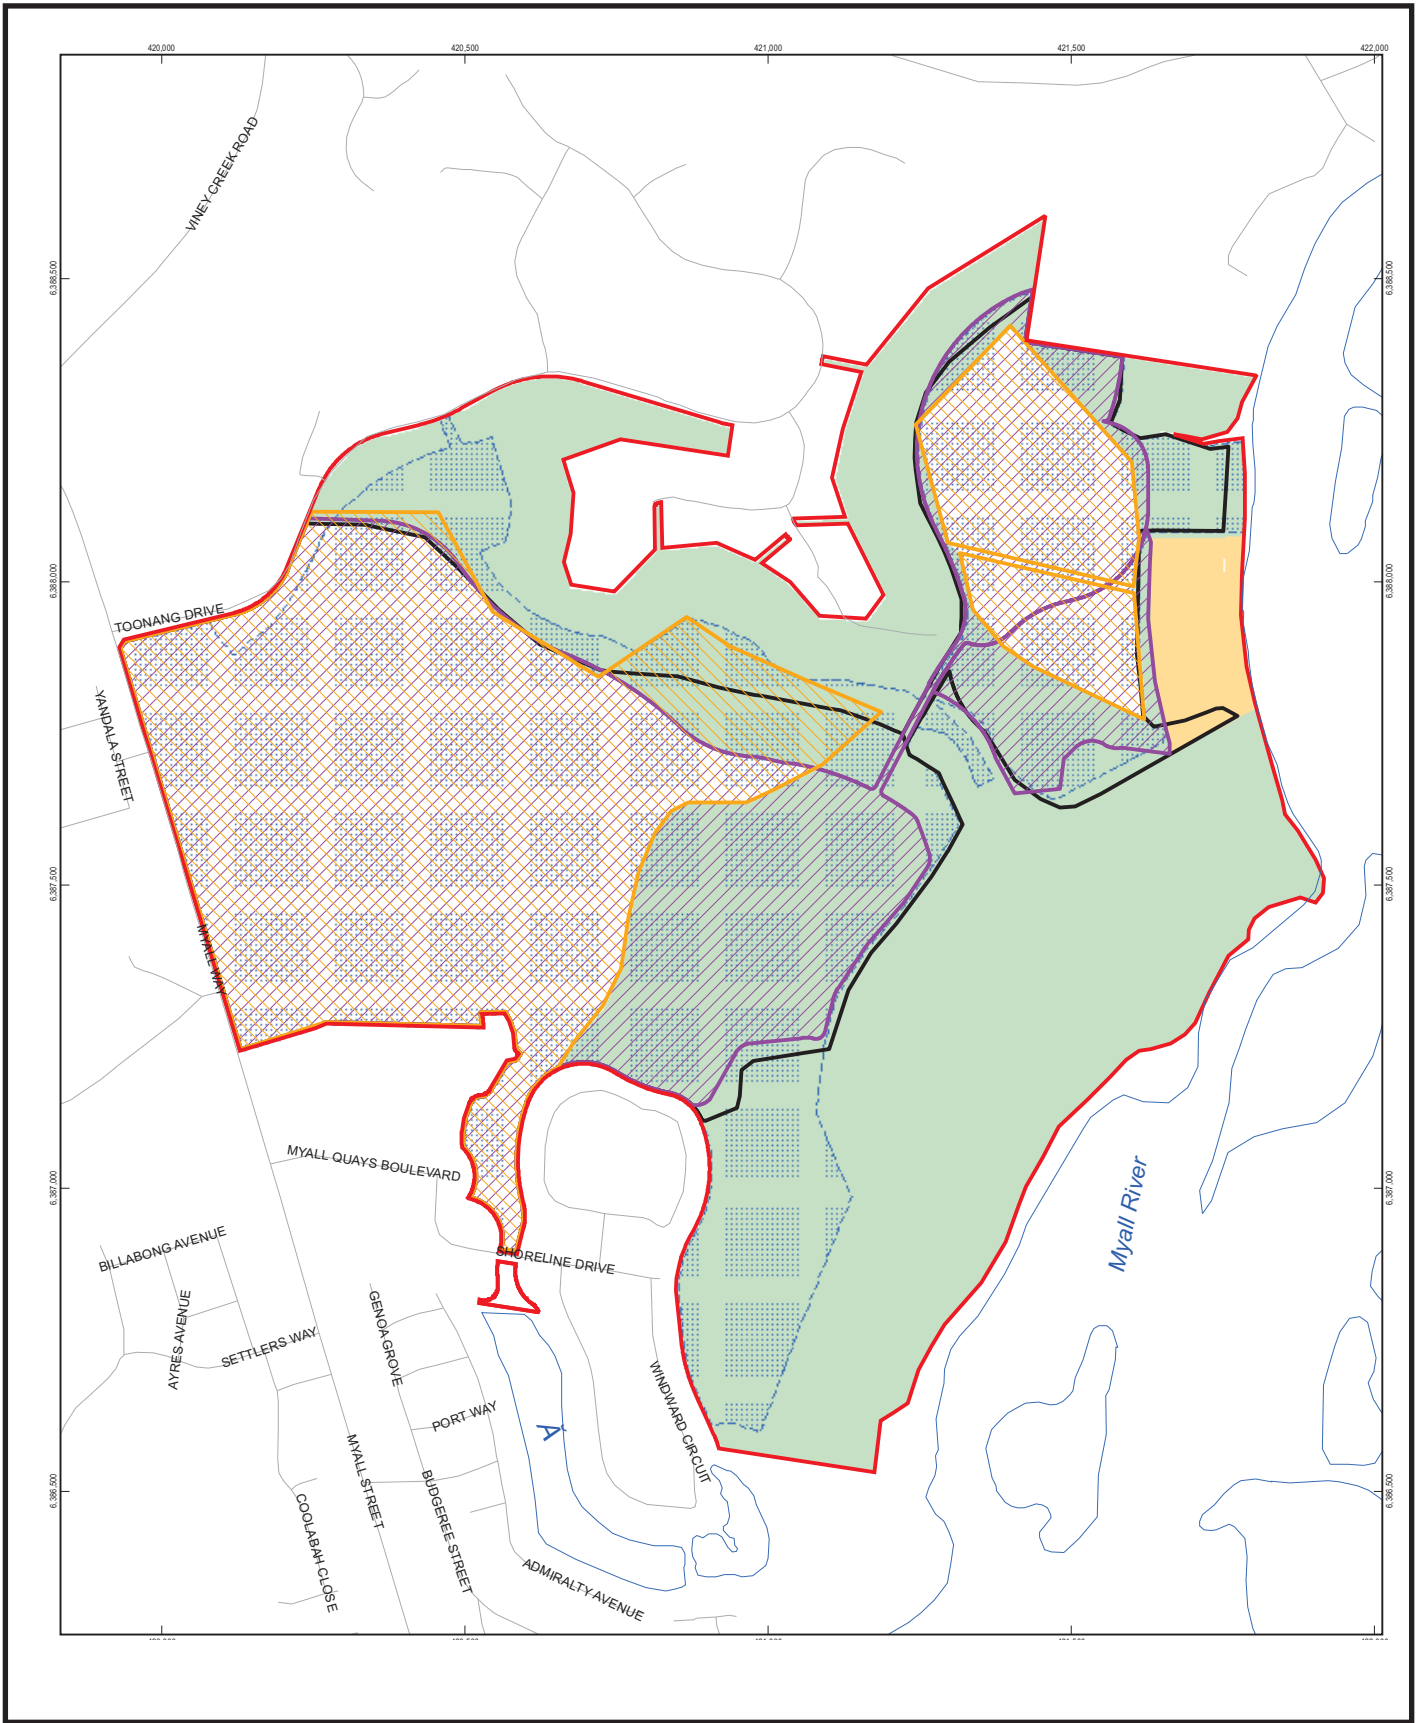 420,000 420,500 421,000 421,500 422,000
VINEY CREEK ROAD
6,388,500 6,388,500
6,388,000 6,388,000
TOONANG DRIVE
YANDALA STREET
6,387,500 6,387,500
MYALL WAY
MYALL QUAYS BOULEVARD
6,387,000 6,387,000
Myall River
BILLABONG AVENUE
SHORELINE DRIVE
AYRES AVENUE
GENOA GROVE
SETTLERS WAY
WINDWARD CIRCUIT
PORT WAY
MYALL STREET
6,386,500 6,386,500
BUDGEREE STREET
COOLABAH CLOSE
ADMIRALTY AVENUE